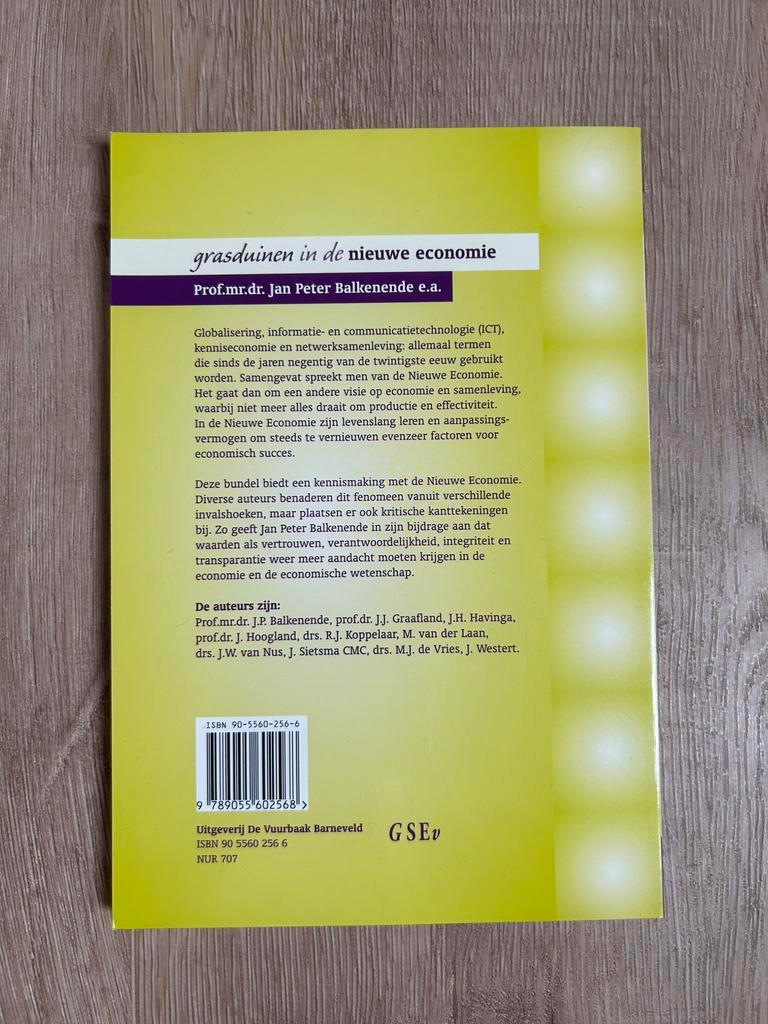 grasduinen in de nieuwe economie
Prof.mr.dr. Jan Peter Balkenende e.a.
Globalisering, informatie- en communicatietechnologie (ICT),
kenniseconomie en netwerksamenleving: allemaal termen
die sinds de jaren negentig van de twintigste eeuw gebruikt
worden. Samengevat spreekt men van de Nieuwe Economie.
Het gaat dan om een andere visie op economie en samenleving,
waarbij niet meer alles draait om productie en effectiviteit.
In de Nieuwe Economie zijn levenslang leren en aanpassings-
vermogen om steeds te vernieuwen evenzeer factoren voor
economisch succes.
Deze bundel biedt een kennismaking met de Nieuwe Economie.
Diverse auteurs benaderen dit fenomeen vanuit verschillende
invalshoeken, maar plaatsen er ook kritische kanttekeningen
bij. Zo geeft Jan Peter Balkenende in zijn bijdrage aan dat
waarden als vertrouwen, verantwoordelijkheid, integriteit en
transparantie weer meer aandacht moeten krijgen in de
economie en de economische wetenschap.
De auteurs zijn:
Prof.mr.dr. J.P. Balkenende, prof.dr. J.J. Graafland, J.H. Havinga,
prof.dr. J. Hoogland, drs. R.J. Koppelaar, M. van der Laan,
drs. J.W. van Nus, J. Sietsma CMC, drs. M.J. de Vries, J. Westert.
ISBN 90-5560-256-6
9 789055 602568 >
Uitgeverij De Vuurbaak Barneveld
ISBN 90 5560 256 6
NUR 707
GSEv